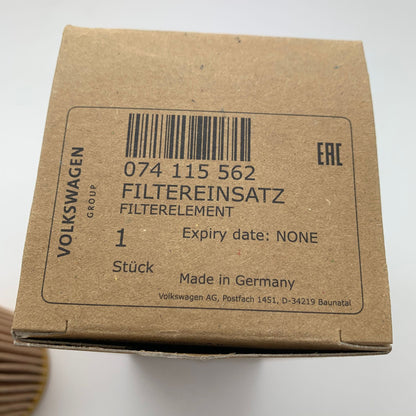 VOLKSWAGEN
GROUP
074 115 562
FILTEREINSATZ
FILTERELEMENT
1
Expiry date: NONE
Stück
Made in Germany
Volkswagen AG, Postfach 1451, D-34219 Baunatal
EAC